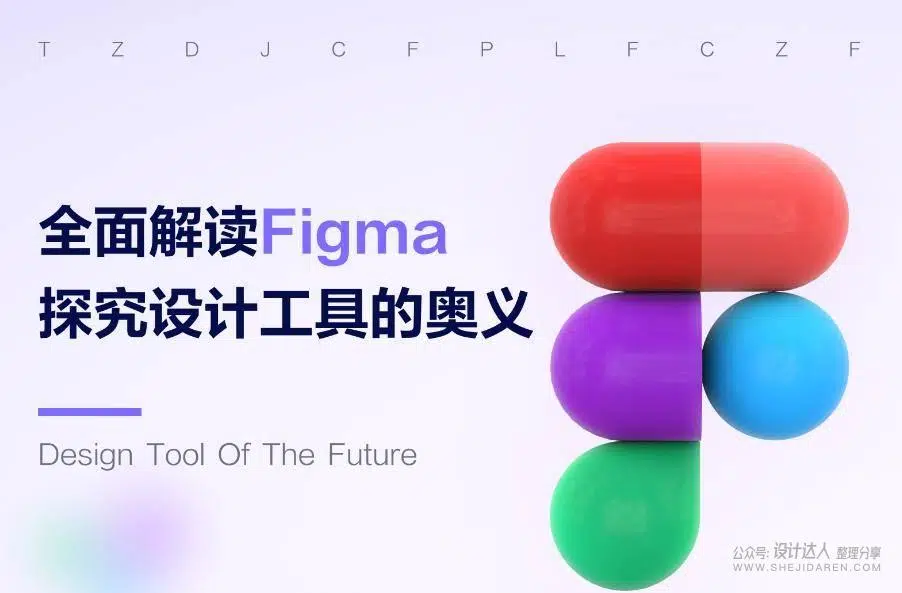 T Z D J C F P L F C Z F
全面解读Figma
探究设计工具的奥义
Design Tool Of The Future
公众号: 设计达人 整理分享
WWW.SHEJIDAREN.COM